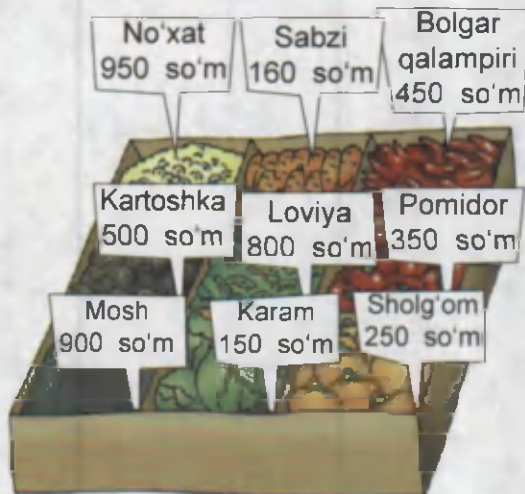 No'xat
950 so'm
Sabzi
160 so'm
Bolgar
qalampiri
450 so'm
Kartoshka
500 so'm
Loviya
800 so'm
Pomidor
350 so'm
Mosh
900 so'm
Karam
150 so'm
Sholg'om
250 so'm